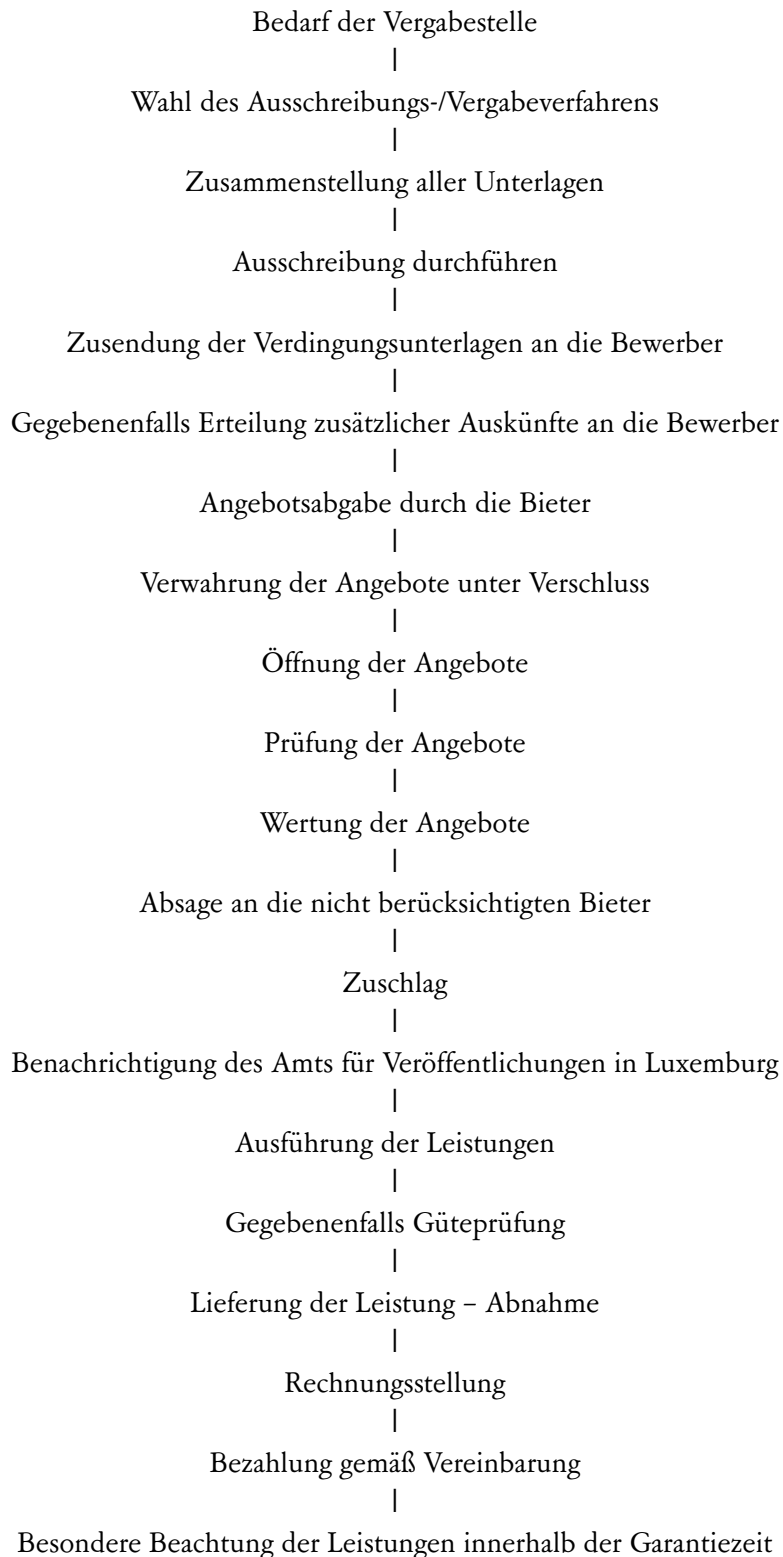 Bedarf der Vergabestelle
|
Wahl des Ausschreibungs-/Vergabeverfahrens
|
Zusammenstellung aller Unterlagen
|
Ausschreibung durchführen
|
Zusendung der Verdingungsunterlagen an die Bewerber
|
Gegebenenfalls Erteilung zusätzlicher Auskünfte an die Bewerber
|
Angebotsabgabe durch die Bieter
|
Verwahrung der Angebote unter Verschluss
|
Öffnung der Angebote
|
Prüfung der Angebote
|
Wertung der Angebote
|
Absage an die nicht berücksichtigten Bieter
|
Zuschlag
|
Benachrichtigung des Amts für Veröffentlichungen in Luxemburg
|
Ausführung der Leistungen
|
Gegebenenfalls Güteprüfung
|
Lieferung der Leistung – Abnahme
|
Rechnungsstellung
|
Bezahlung gemäß Vereinbarung
|
Besondere Beachtung der Leistungen innerhalb der Garantiezeit